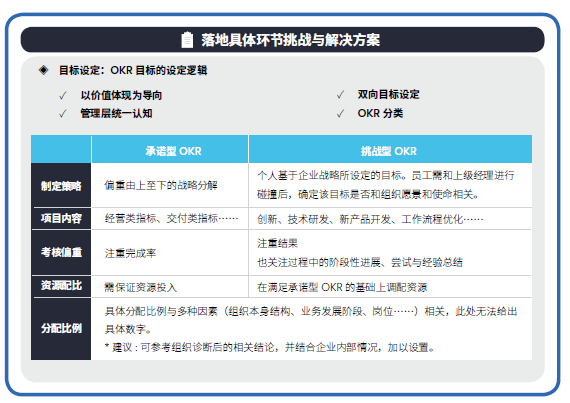 落地具体环节挑战与解决方案
◈ 目标设定：OKR 目标的设定逻辑
✓ 以价值体现为导向
✓ 双向目标设定
✓ 管理层统一认知
✓ OKR 分类
承诺型 OKR
挑战型 OKR
制定策略
偏重由上至下的战略分解
个人基于企业战略所设定的目标。员工需和上级经理进行
碰撞后，确定该目标是否和组织愿景和使命相关。
项目内容
经营类指标、交付类指标……
创新、技术研发、新产品开发、工作流程优化……
考核偏重
注重完成率
注重结果
也关注过程中的阶段性进展、尝试与经验总结
资源配比
需保证资源投入
在满足承诺型 OKR 的基础上调配资源
分配比例
具体分配比例与多种因素（组织本身结构、业务发展阶段、岗位……）相关，此处无法给出
具体数字。
* 建议：可参考组织诊断后的相关结论，并结合企业内部情况，加以设置。